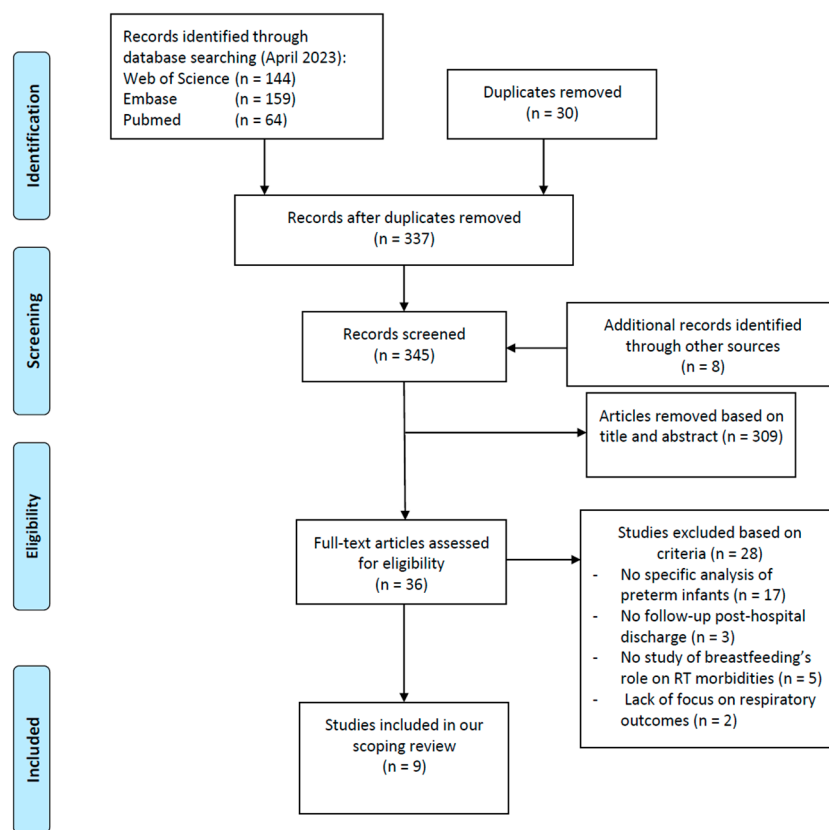 Identification
Records identified through
database searching (April 2023):
Web of Science (n = 144)
Embase (n = 159)
Pubmed (n = 64)
Duplicates removed
(n = 30)
Records after duplicates removed
(n = 337)
Screening
Records screened
(n = 345)
Additional records identified
through other sources
(n = 8)
Articles removed based on
title and abstract (n = 309)
Eligibility
Full-text articles assessed
for eligibility
(n = 36)
Studies excluded based on
criteria (n = 28)
- No specific analysis of
preterm infants (n = 17)
- No follow-up post-hospital
discharge (n = 3)
- No study of breastfeeding's
role on RT morbidities (n = 5)
- Lack of focus on respiratory
outcomes (n = 2)
Included
Studies included in our
scoping review
(n = 9)